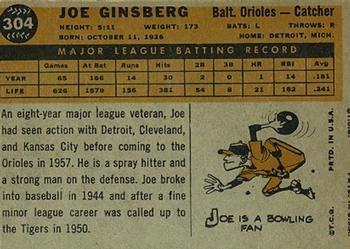 304
JOE GINSBERG Balt. Orioles — Catcher
HEIGHT: 5:11 WEIGHT: 173 BATS: L THROWS: R
BORN: OCTOBER 11, 1926 HOME: DETROIT, MICH.
MAJOR LEAGUE BATTING RECORD
Games At Bat Runs Hits 2B 3B H.R. R.B.I. Avg.
YEAR 65 166 14 30 2 0 1 14 .181
LIFE 626 1579 154 380 54 8 21 162 .241
An eight-year major league veteran, Joe
had seen action with Detroit, Cleveland,
and Kansas City before coming to the
Orioles in 1957. He is a spray hitter and
a strong man on the defense. Joe broke
into baseball in 1944 and after a fine
minor league career was called up to
the Tigers in 1950.
JOE IS A BOWLING
FAN
© T.C.G. PRTD. IN U.S.A.